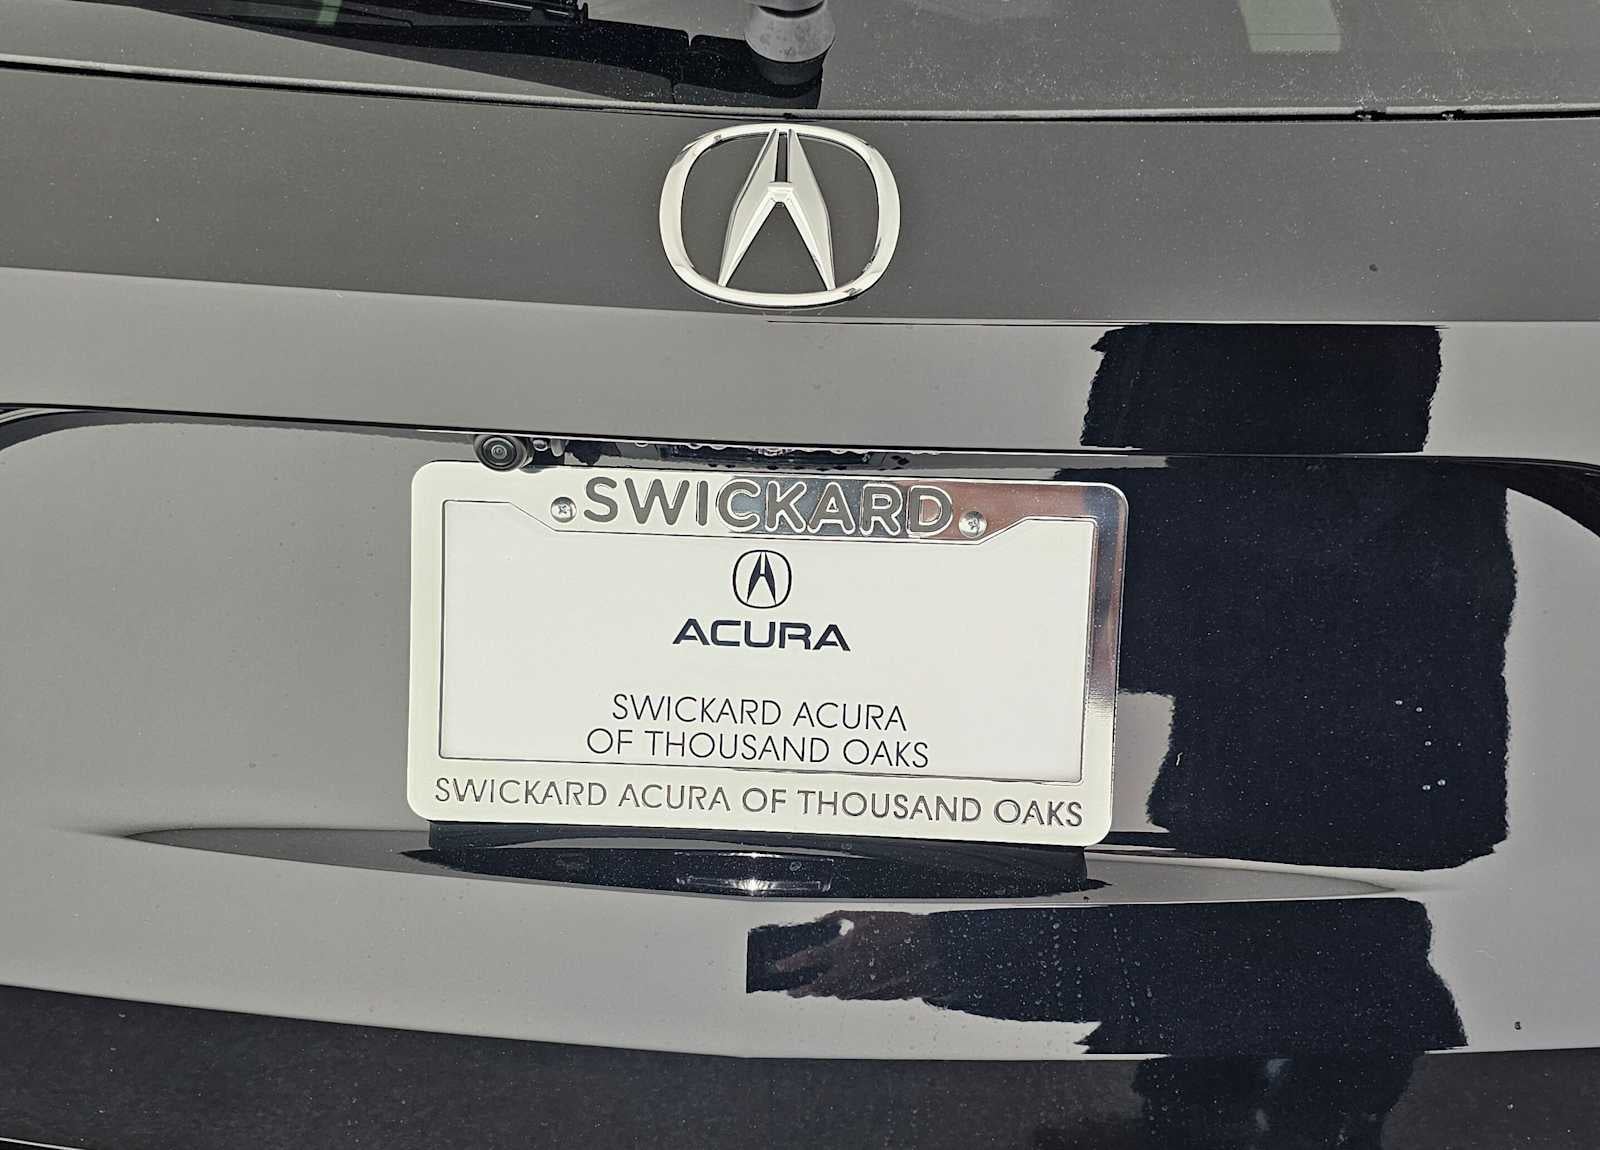 SWICKARD
ACURA
SWICKARD ACURA
OF THOUSAND OAKS
SWICKARD ACURA OF THOUSAND OAKS